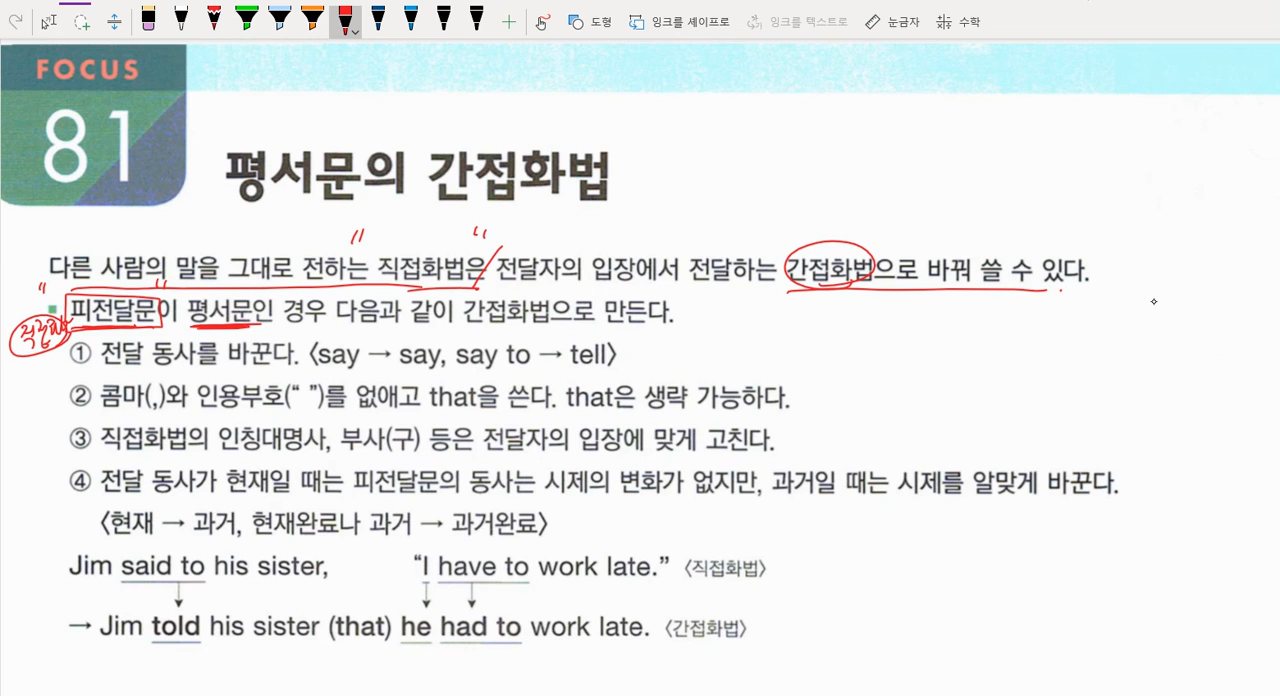 도형 잉크를 셰이프로 잉크를 텍스트로 눈금자 수학
FOCUS
81
평서문의 간접화법
다른 사람의 말을 그대로 전하는 직접화법은 전달자의 입장에서 전달하는 간접화법으로 바꿔 쓸 수 있다.
피전달문이 평서문인 경우 다음과 같이 간접화법으로 만든다.
① 전달 동사를 바꾼다. 〈say → say, say to → tell〉
② 콤마(,)와 인용부호(“ ”)를 없애고 that을 쓴다. that은 생략 가능하다.
③ 직접화법의 인칭대명사, 부사(구) 등은 전달자의 입장에 맞게 고친다.
④ 전달 동사가 현재일 때는 피전달문의 동사는 시제의 변화가 없지만, 과거일 때는 시제를 알맞게 바꾼다.
〈현재 → 과거, 현재완료나 과거 → 과거완료〉
Jim said to his sister, “I have to work late.” 〈직접화법〉
→ Jim told his sister (that) he had to work late. 〈간접화법〉